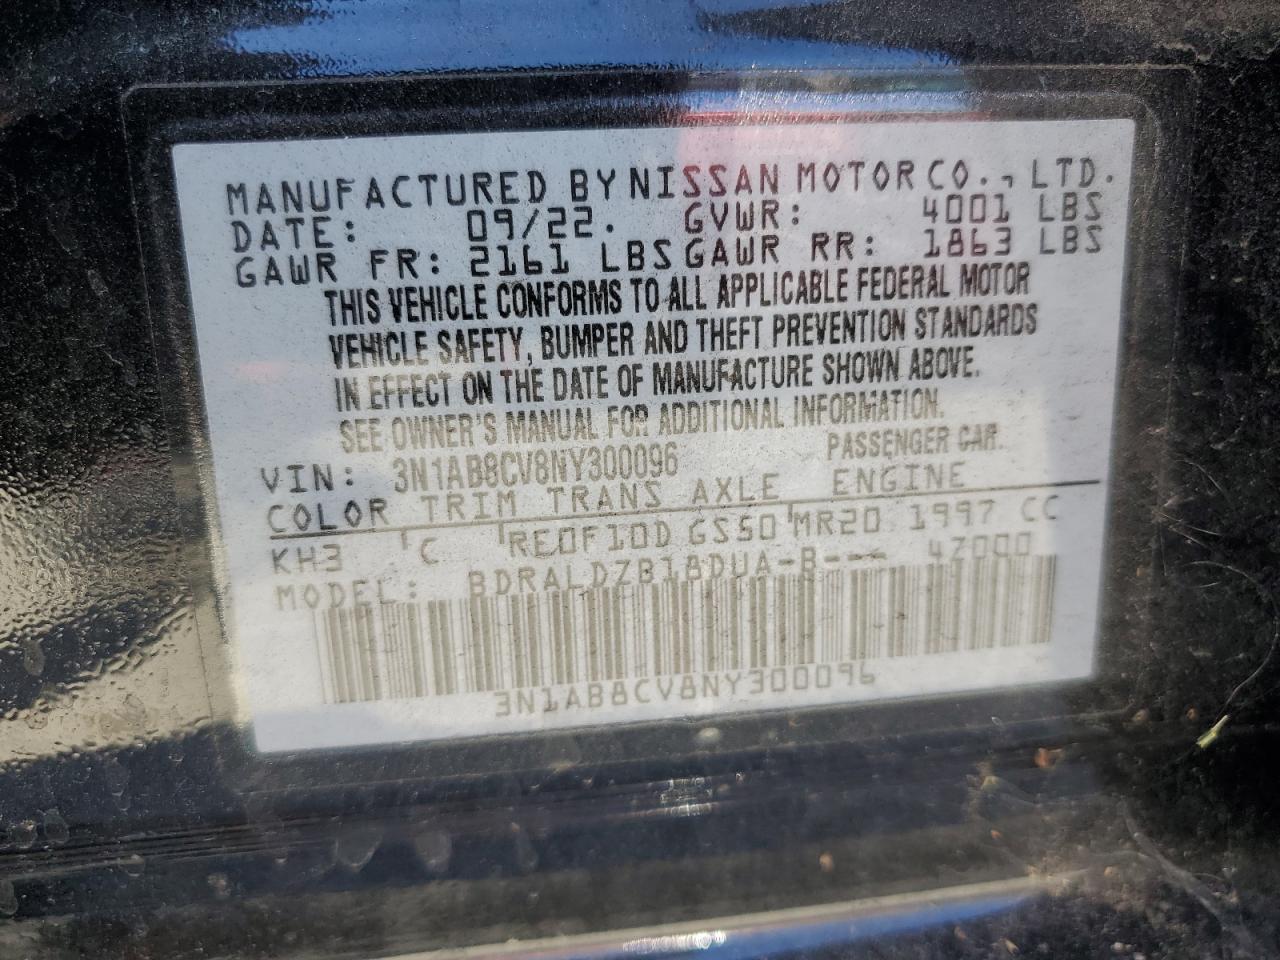 MANUFACTURED BY NISSAN MOTOR CO., LTD.
DATE: 09/22. GVWR: 4001 LBS
GAWR FR: 2161 LBS GAWR RR: 1863 LBS
THIS VEHICLE CONFORMS TO ALL APPLICABLE FEDERAL MOTOR
VEHICLE SAFETY, BUMPER AND THEFT PREVENTION STANDARDS
IN EFFECT ON THE DATE OF MANUFACTURE SHOWN ABOVE.
SEE OWNER'S MANUAL FOR ADDITIONAL INFORMATION.
VIN: 3N1AB8CV8NY300096 PASSENGER CAR.
COLOR TRIM TRANS AXLE ENGINE
KH3 C RE0F10D GS50 MR20 1997 CC
MODEL: BDRALDZB18DUA-B--- 4Z000
3N1AB8CV8NY300096